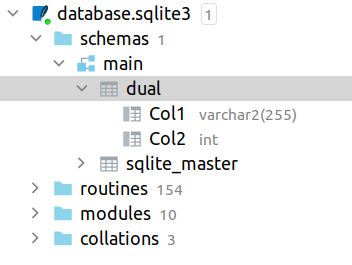 database.sqlite3 1
schemas 1
main
dual
Col1 varchar2(255)
Col2 int
sqlite_master
routines 154
modules 10
collations 3